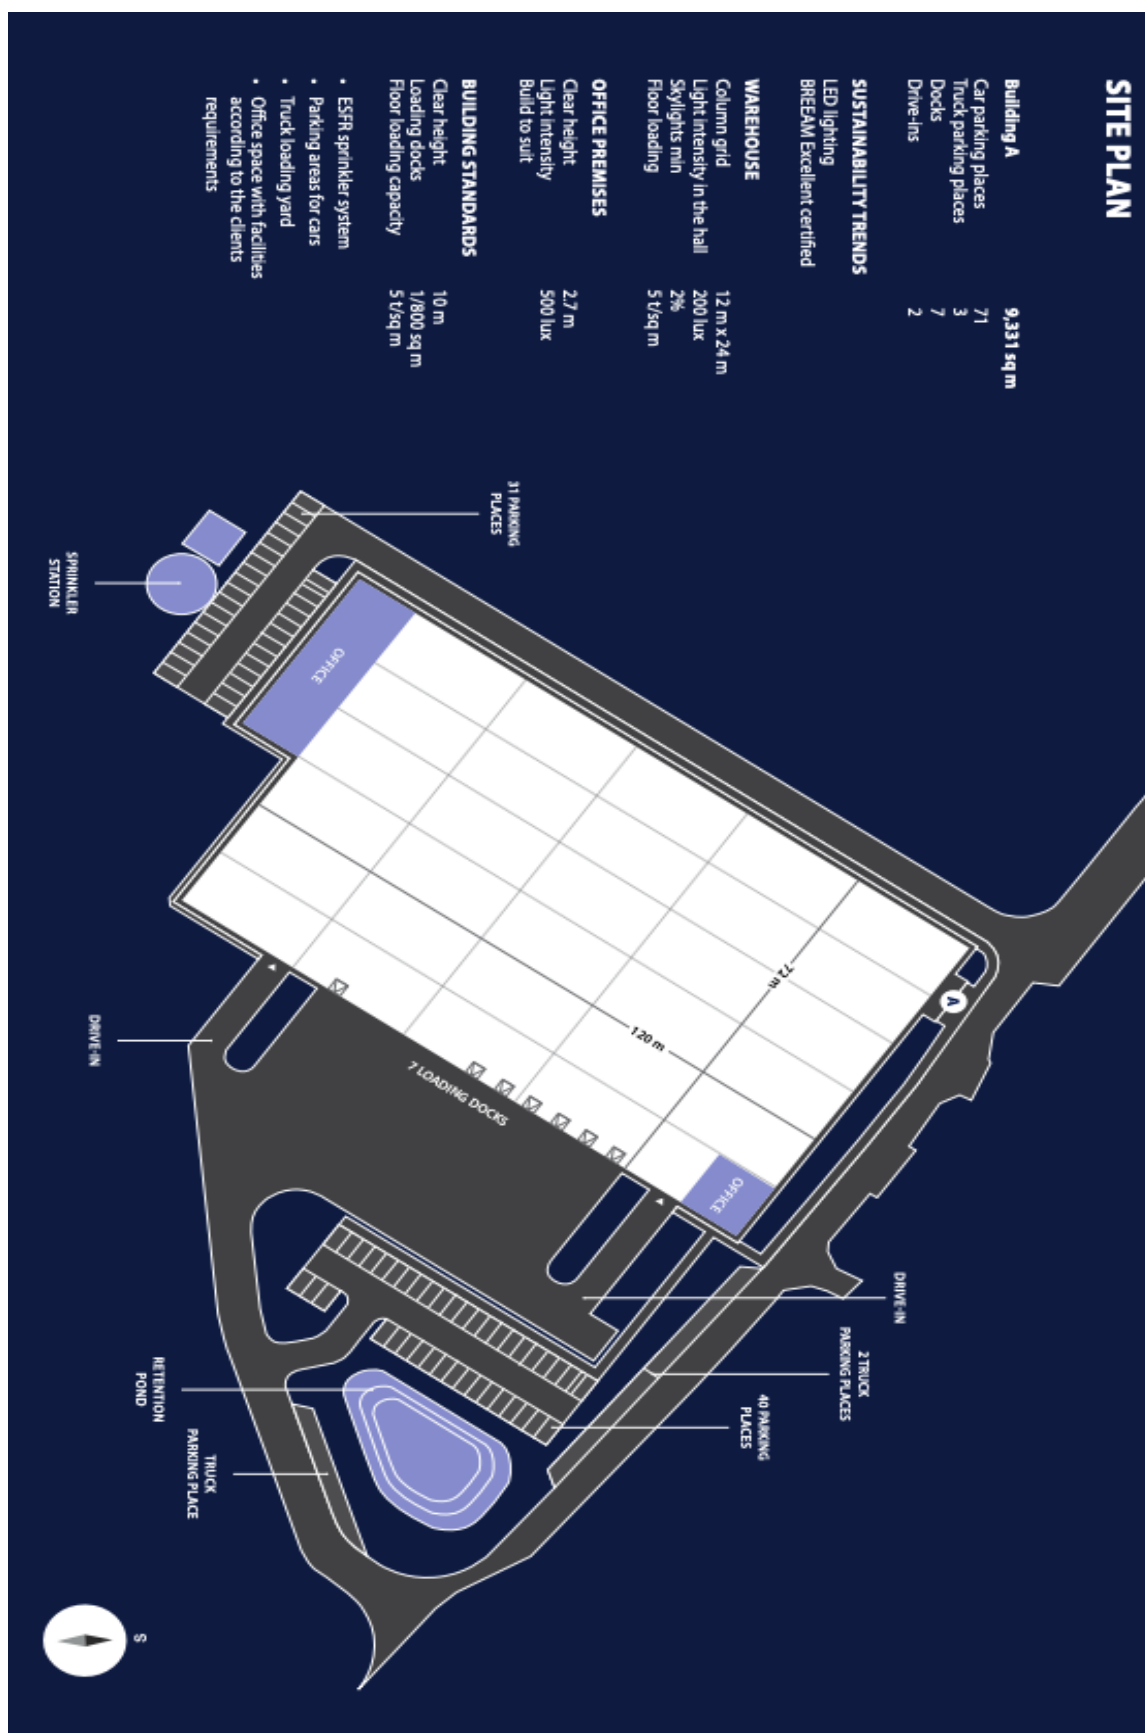 SITE PLAN
Building A 9,331 sq m
Car parking places 71
Truck parking places 3
Docks 7
Drive-ins 2
SUSTAINABILITY TRENDS
LED lighting
BREEAM Excellent certified
WAREHOUSE
Column grid 12 m x 24 m
Light intensity in the hall 200 lux
Skylights min 2%
Floor loading 5 t/sq m
OFFICE PREMISES
Clear height 2.7 m
Light intensity 500 lux
Build to suit
BUILDING STANDARDS
Clear height 10 m
Loading docks 1/800 sq m
Floor loading capacity 5 t/sq m
• ESFR sprinkler system
• Parking areas for cars
• Truck loading yard
• Office space with facilities
according to the clients
requirements
31 PARKING
PLACES
SPRINKLER
STATION
OFFICE
A
72 m
120 m
7 LOADING DOCKS
OFFICE
DRIVE-IN
DRIVE-IN
2 TRUCK
PARKING PLACES
40 PARKING
PLACES
RETENTION
POND
TRUCK
PARKING PLACE
S